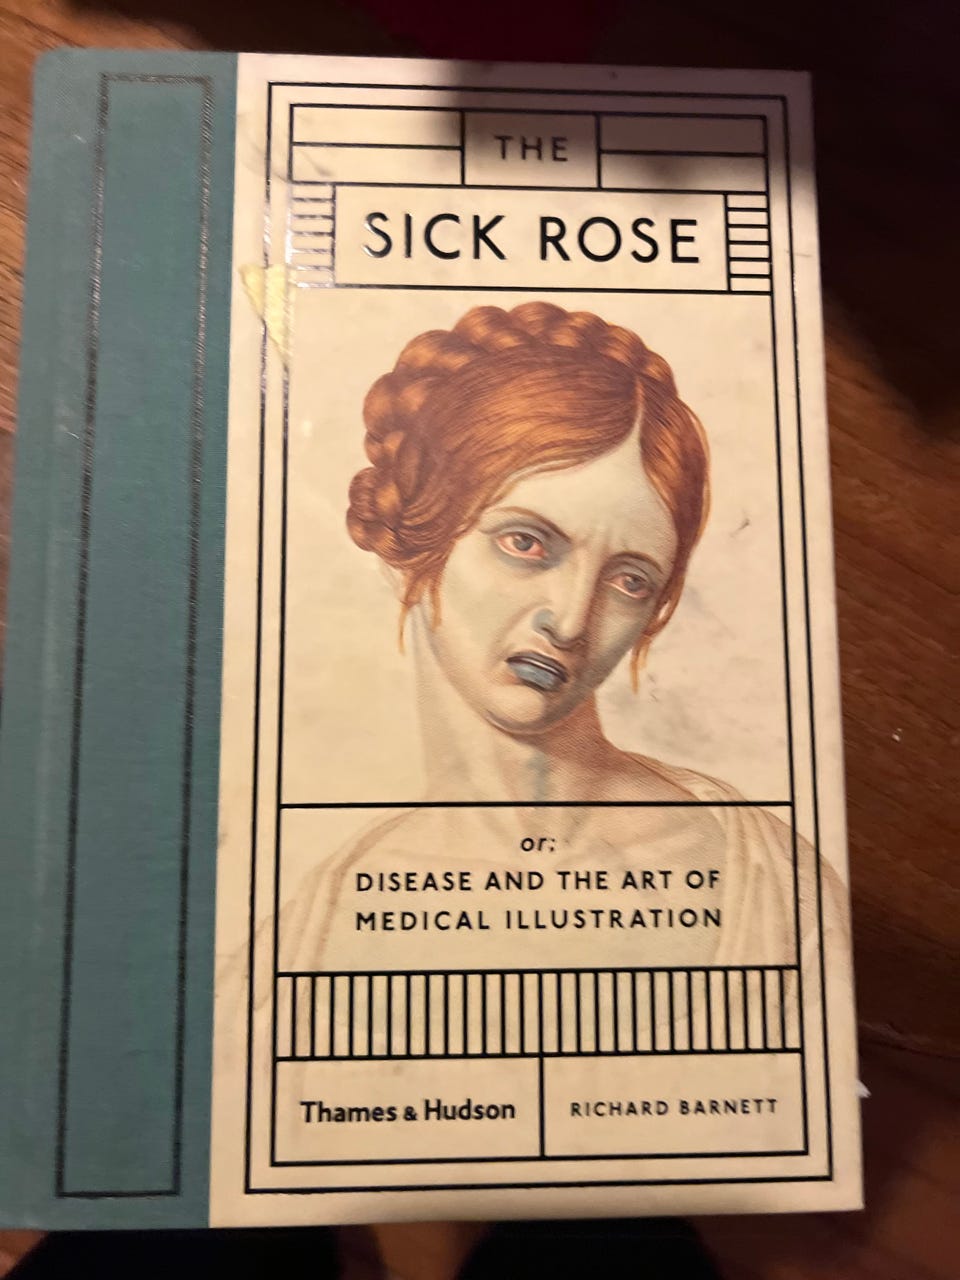 THE
SICK ROSE
or;
DISEASE AND THE ART OF
MEDICAL ILLUSTRATION
Thames & Hudson
RICHARD BARNETT